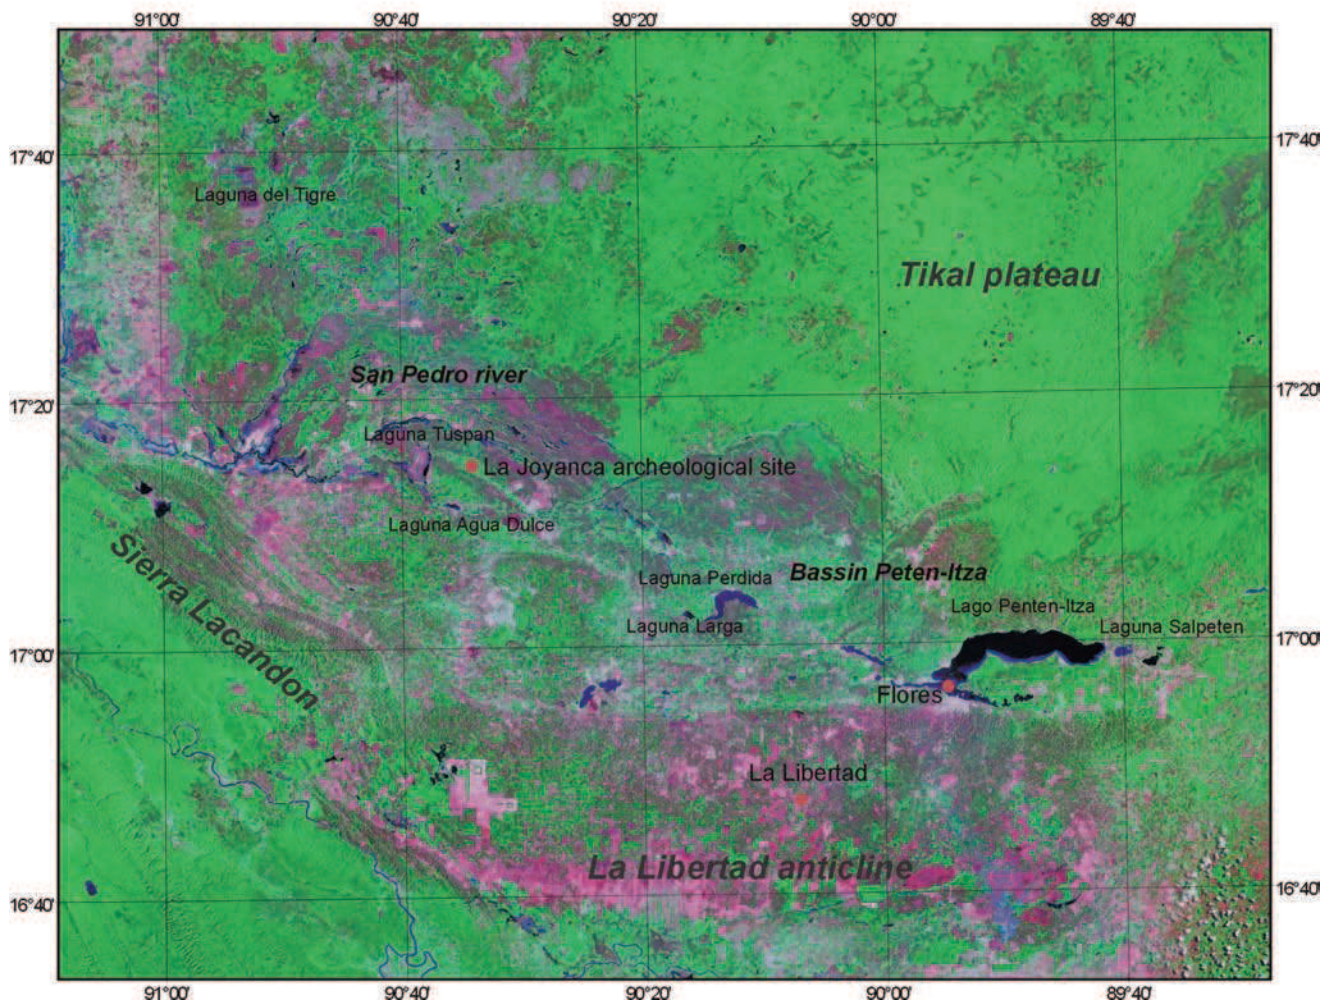 91°00' 90°40' 90°20' 90°00' 89°40'
17°40' 17°40'
Laguna del Tigre
Tikal plateau
San Pedro river
17°20' 17°20'
Laguna Tuspan
La Joyanca archeological site
Laguna Agua Dulce
Sierra Lacandon
Bassin Peten-Itza
Laguna Perdida
Lago Penten-Itza
Laguna Larga
Laguna Salpeten
17°00' 17°00'
Flores
La Libertad
La Libertad anticline
16°40' 16°40'
91°00' 90°40' 90°20' 90°00' 89°40'